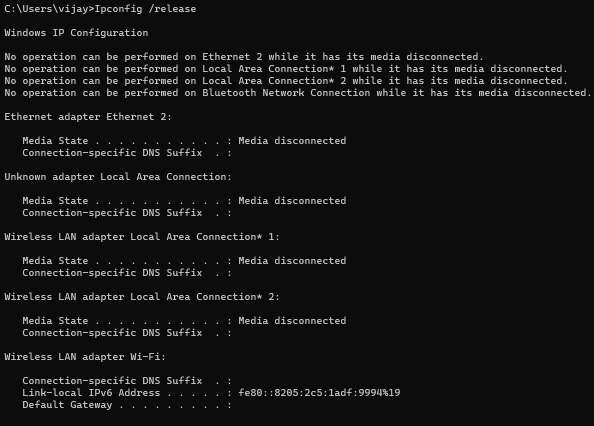 C:\Users\vijay>Ipconfig /release
Windows IP Configuration
No operation can be performed on Ethernet 2 while it has its media disconnected.
No operation can be performed on Local Area Connection* 1 while it has its media disconnected.
No operation can be performed on Local Area Connection* 2 while it has its media disconnected.
No operation can be performed on Bluetooth Network Connection while it has its media disconnected.
Ethernet adapter Ethernet 2:
Media State . . . . . . . . . . . : Media disconnected
Connection-specific DNS Suffix  . :
Unknown adapter Local Area Connection:
Media State . . . . . . . . . . . : Media disconnected
Connection-specific DNS Suffix  . :
Wireless LAN adapter Local Area Connection* 1:
Media State . . . . . . . . . . . : Media disconnected
Connection-specific DNS Suffix  . :
Wireless LAN adapter Local Area Connection* 2:
Media State . . . . . . . . . . . : Media disconnected
Connection-specific DNS Suffix  . :
Wireless LAN adapter Wi-Fi:
Connection-specific DNS Suffix  . :
Link-local IPv6 Address . . . . . : fe80::8205:2c5:1adf:9994%19
Default Gateway . . . . . . . . . :